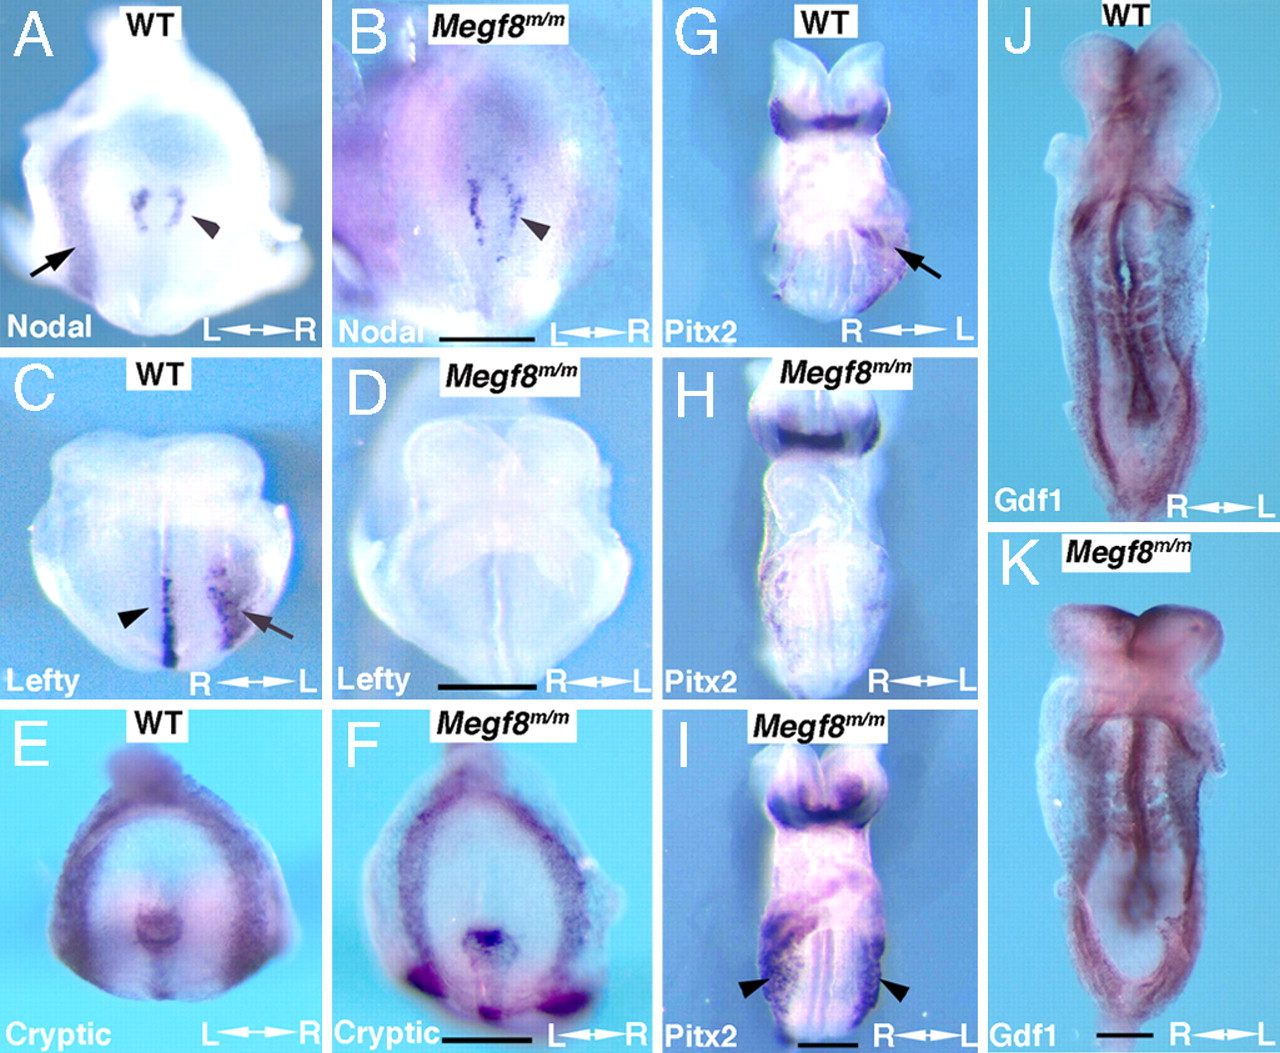 A
WT
Nodal
L R
B
Megf8m/m
Nodal
L R
C
WT
Lefty
R L
D
Megf8m/m
Lefty
R L
E
WT
Cryptic
L R
F
Megf8m/m
Cryptic
L R
G
WT
Pitx2
R L
H
Megf8m/m
Pitx2
R L
I
Megf8m/m
Pitx2
R L
J
WT
Gdf1
R L
K
Megf8m/m
Gdf1
R L